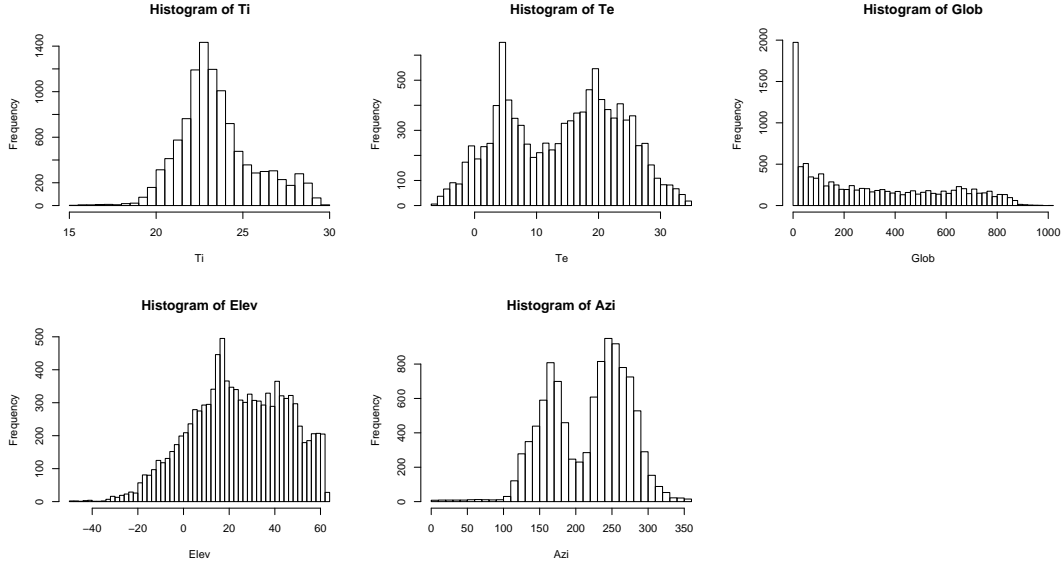 Histogram of Ti
Frequency
0 200 600 1000 1400
15 20 25 30
Ti
Histogram of Te
Frequency
0 100 300 500
0 10 20 30
Te
Histogram of Glob
Frequency
0 500 1000 1500 2000
0 200 400 600 800 1000
Glob
Histogram of Elev
Frequency
0 100 200 300 400 500
−40 −20 0 20 40 60
Elev
Histogram of Azi
Frequency
0 200 400 600 800
0 50 100 150 200 250 300 350
Azi